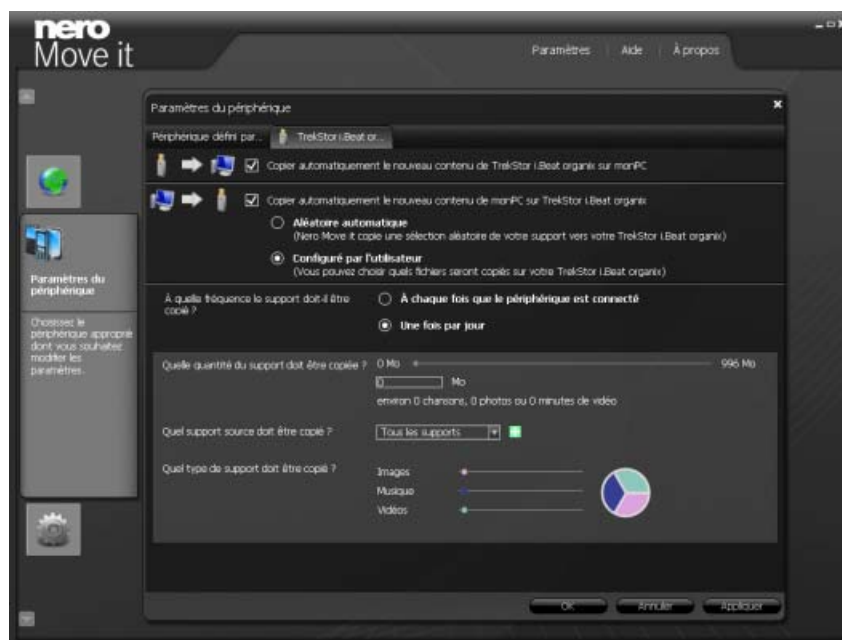 nero
Move it
Paramètres
Aide
À propos
Paramètres du périphérique
Périphérique défini par...
TrekStor i.Beat or...
Copier automatiquement le nouveau contenu de TrekStor i.Beat organix sur monPC
Copier automatiquement le nouveau contenu de monPC sur TrekStor i.Beat organix
Aléatoire automatique
(Nero Move it copie une sélection aléatoire de votre support vers votre TrekStor i.Beat organix)
Configuré par l'utilisateur
(Vous pouvez choisir quels fichiers seront copiés sur votre TrekStor i.Beat organix)
Paramètres du
périphérique
Choisissez le
périphérique approprié
dont vous souhaitez
modifier les
paramètres.
À quelle fréquence le support doit-il être
copié ?
À chaque fois que le périphérique est connecté
Une fois par jour
Quelle quantité du support doit être copiée ?
0 Mo
996 Mo
0
Mo
environ 0 chansons, 0 photos ou 0 minutes de vidéo
Quel support source doit être copié ?
Tous les supports
Quel type de support doit être copié ?
Images
Musique
Vidéos
OK
Annuler
Appliquer